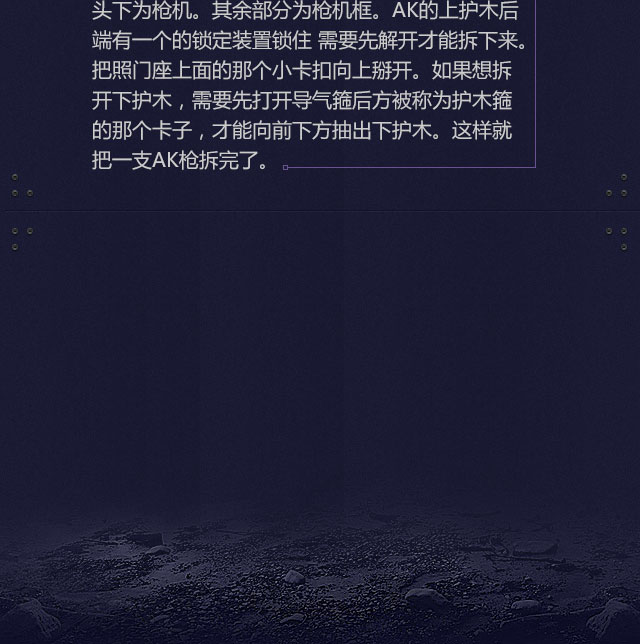 头下为枪机。其余部分为枪机框。AK的上护木后
端有一个的锁定装置锁住 需要先解开才能拆下来。
把照门座上面的那个小卡扣向上掰开。如果想拆
开下护木，需要先打开导气箍后方被称为护木箍
的那个卡子，才能向前下方抽出下护木。这样就
把一支AK枪拆完了。